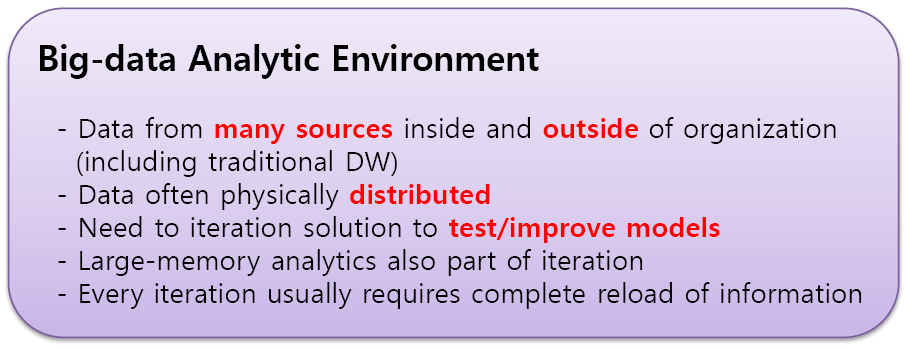 Big-data Analytic Environment
- Data from many sources inside and outside of organization
(including traditional DW)
- Data often physically distributed
- Need to iteration solution to test/improve models
- Large-memory analytics also part of iteration
- Every iteration usually requires complete reload of information